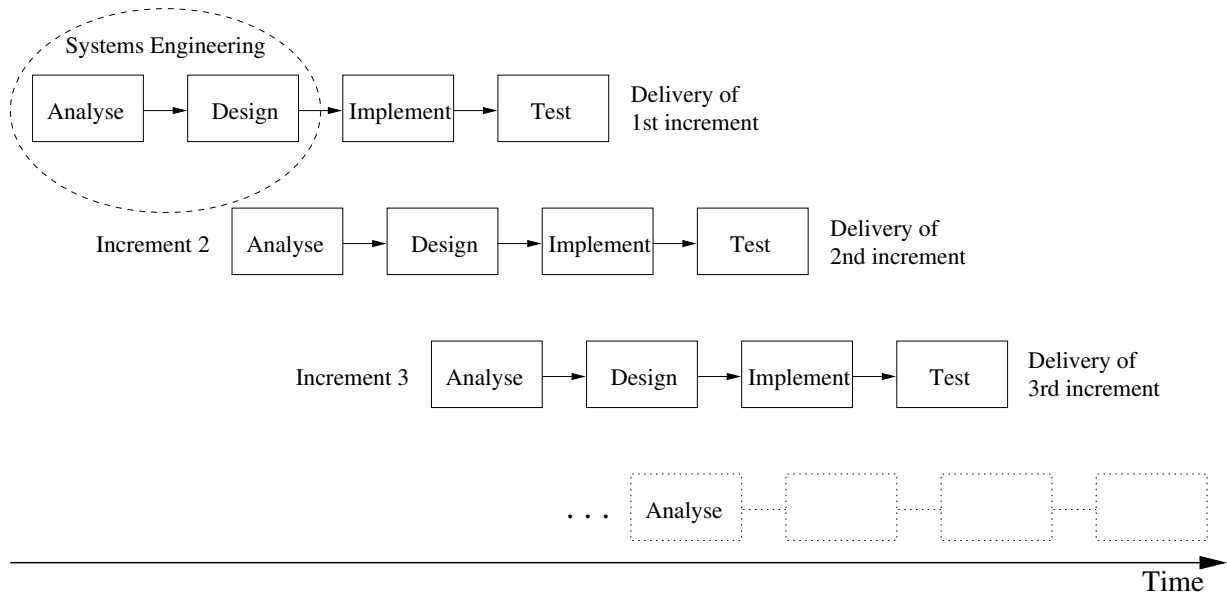 Systems Engineering
Analyse Design Implement Test
Delivery of
1st increment
Increment 2 Analyse Design Implement Test
Delivery of
2nd increment
Increment 3 Analyse Design Implement Test
Delivery of
3rd increment
. . . Analyse
Time